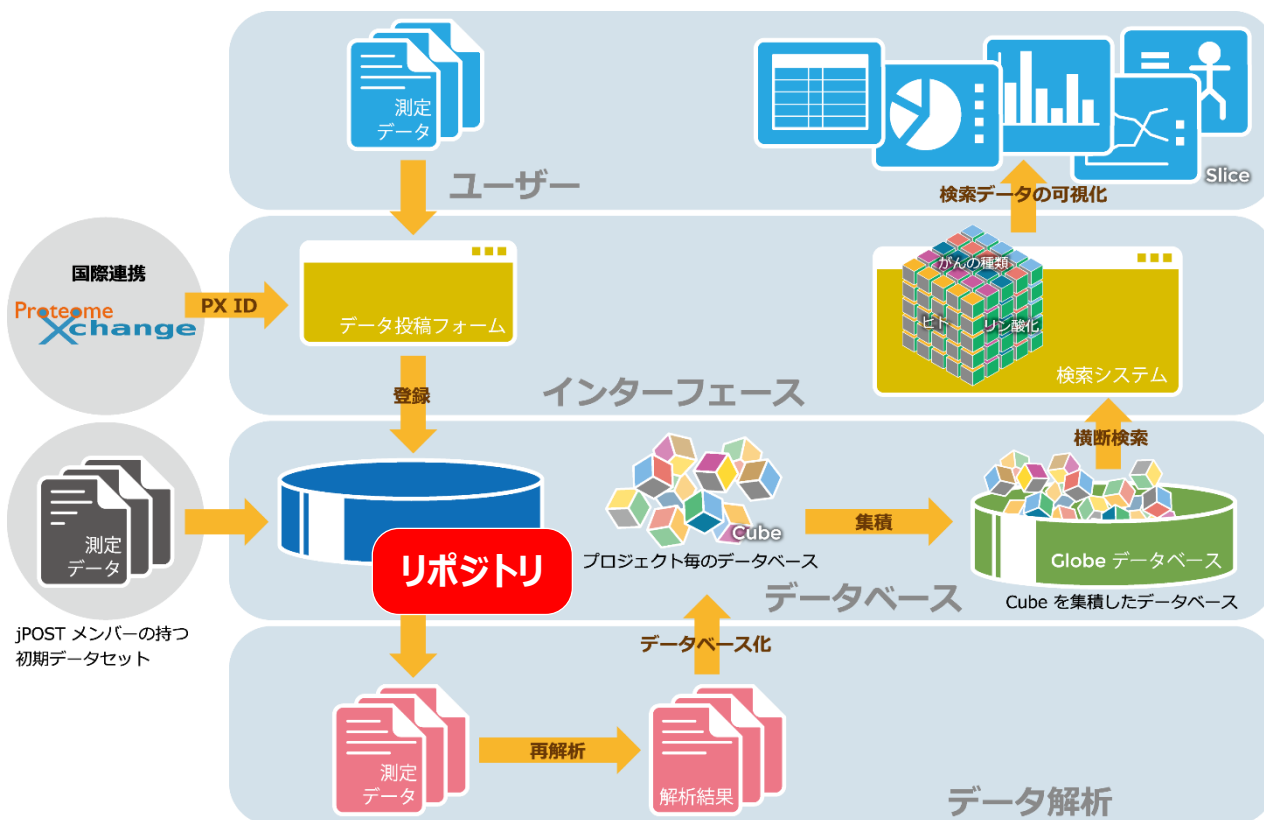 測定
データ
ユーザー
検索データの可視化
Slice
国際連携
Proteome
Xchange
PX ID
データ投稿フォーム
登録
インターフェース
がんの種類
ヒト
リン酸化
検索システム
横断検索
測定
データ
jPOST メンバーの持つ
初期データセット
リポジトリ
Cube
プロジェクト毎のデータベース
集積
Globe データベース
Cube を集積したデータベース
データベース
データベース化
測定
データ
再解析
解析結果
データ解析